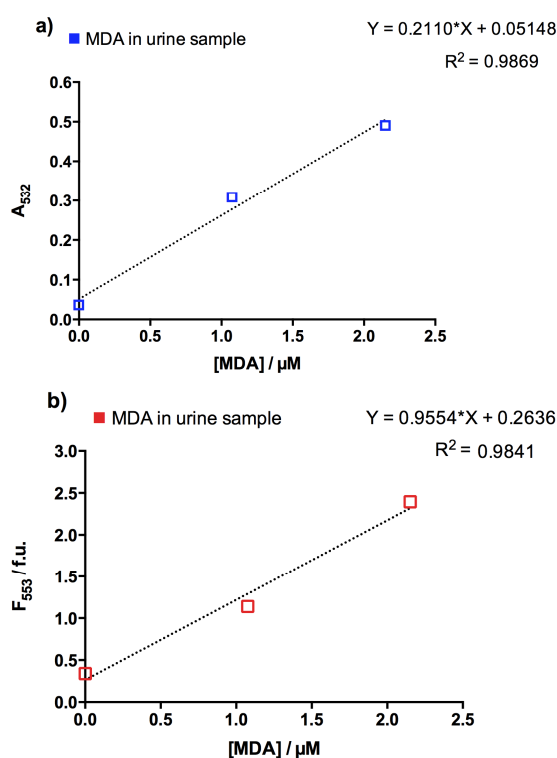 a)
MDA in urine sample
Y = 0.2110*X + 0.05148
R² = 0.9869
0.6
0.5
0.4
0.3
0.2
0.1
0.0
A₅₃₂
0.0 0.5 1.0 1.5 2.0 2.5
[MDA] / µM
b)
MDA in urine sample
Y = 0.9554*X + 0.2636
R² = 0.9841
3.0
2.5
2.0
1.5
1.0
0.5
0.0
F₅₅₃ / f.u.
0.0 0.5 1.0 1.5 2.0 2.5
[MDA] / µM